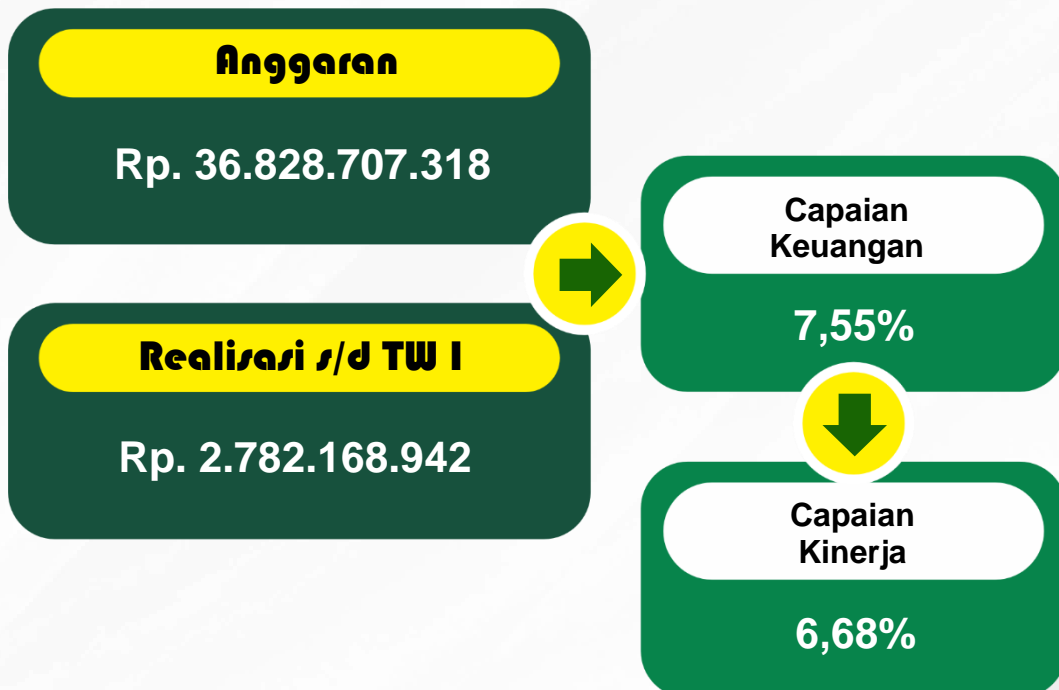 Anggaran
Rp. 36.828.707.318
Realisasi s/d TW I
Rp. 2.782.168.942
Capaian
Keuangan
7,55%
Capaian
Kinerja
6,68%